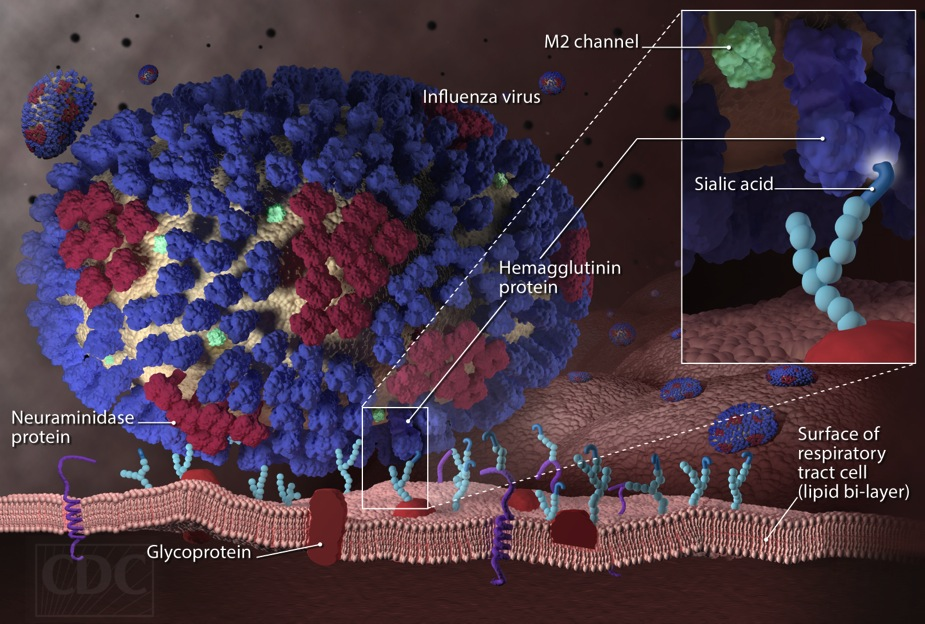 M2 channel
Influenza virus
Sialic acid
Hemagglutinin
protein
Neuraminidase
protein
Surface of
respiratory
tract cell
(lipid bi-layer)
Glycoprotein
CDC